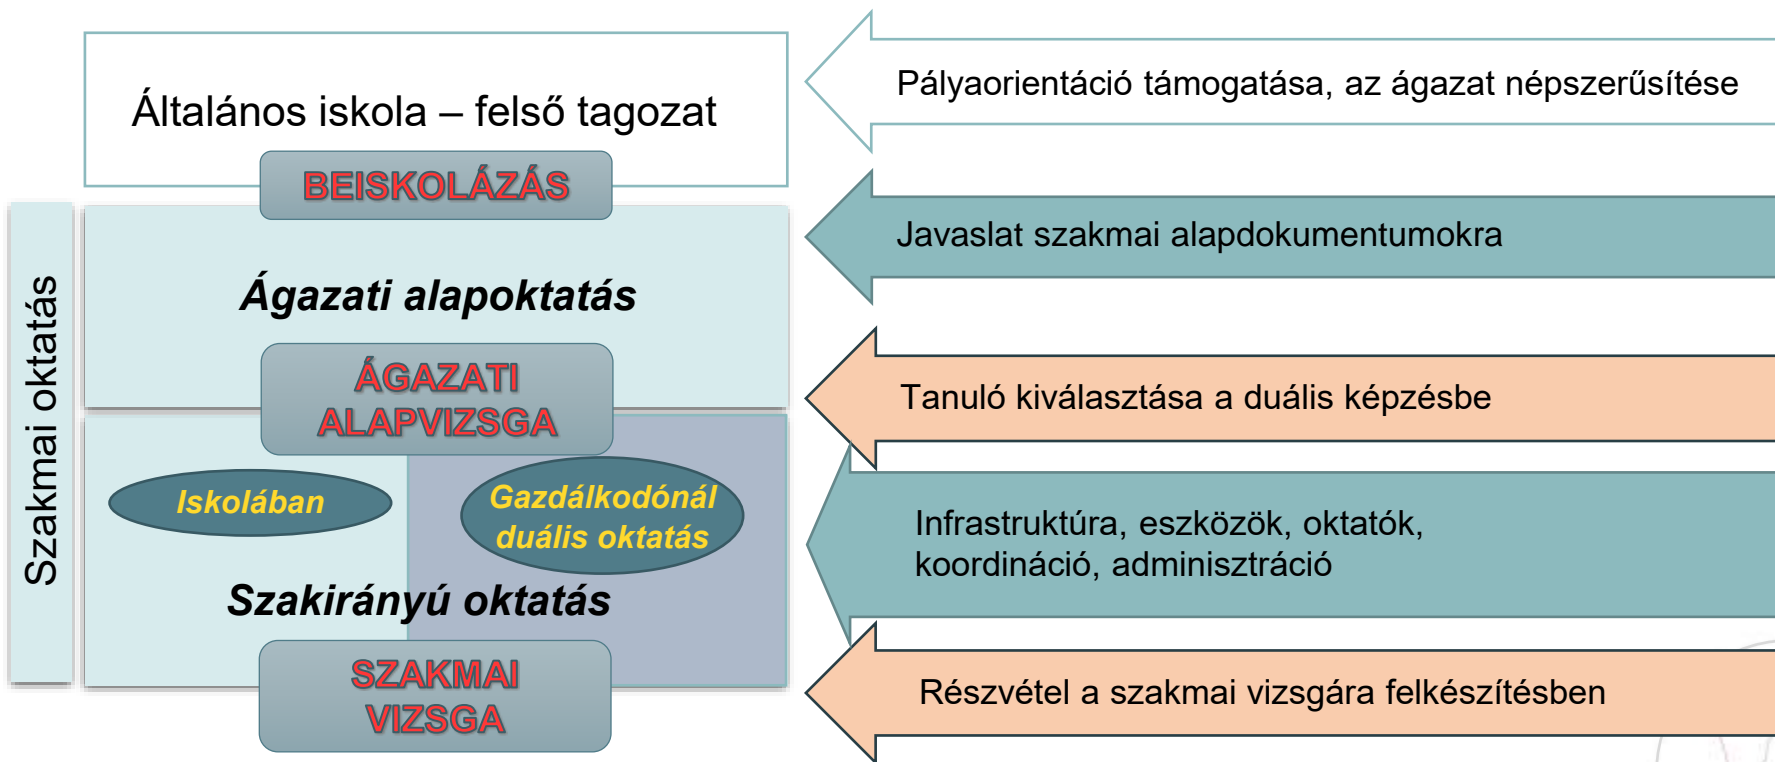 Általános iskola – felső tagozat
BEISKOLÁZÁS
Szakmai oktatás
Ágazati alapoktatás
ÁGAZATI
ALAPVIZSGA
Iskolában
Gazdálkodónál
duális oktatás
Szakirányú oktatás
SZAKMAI
VIZSGA
Pályaorientáció támogatása, az ágazat népszerűsítése
Javaslat szakmai alapdokumentumokra
Tanuló kiválasztása a duális képzésbe
Infrastruktúra, eszközök, oktatók,
koordináció, adminisztráció
Részvétel a szakmai vizsgára felkészítésben